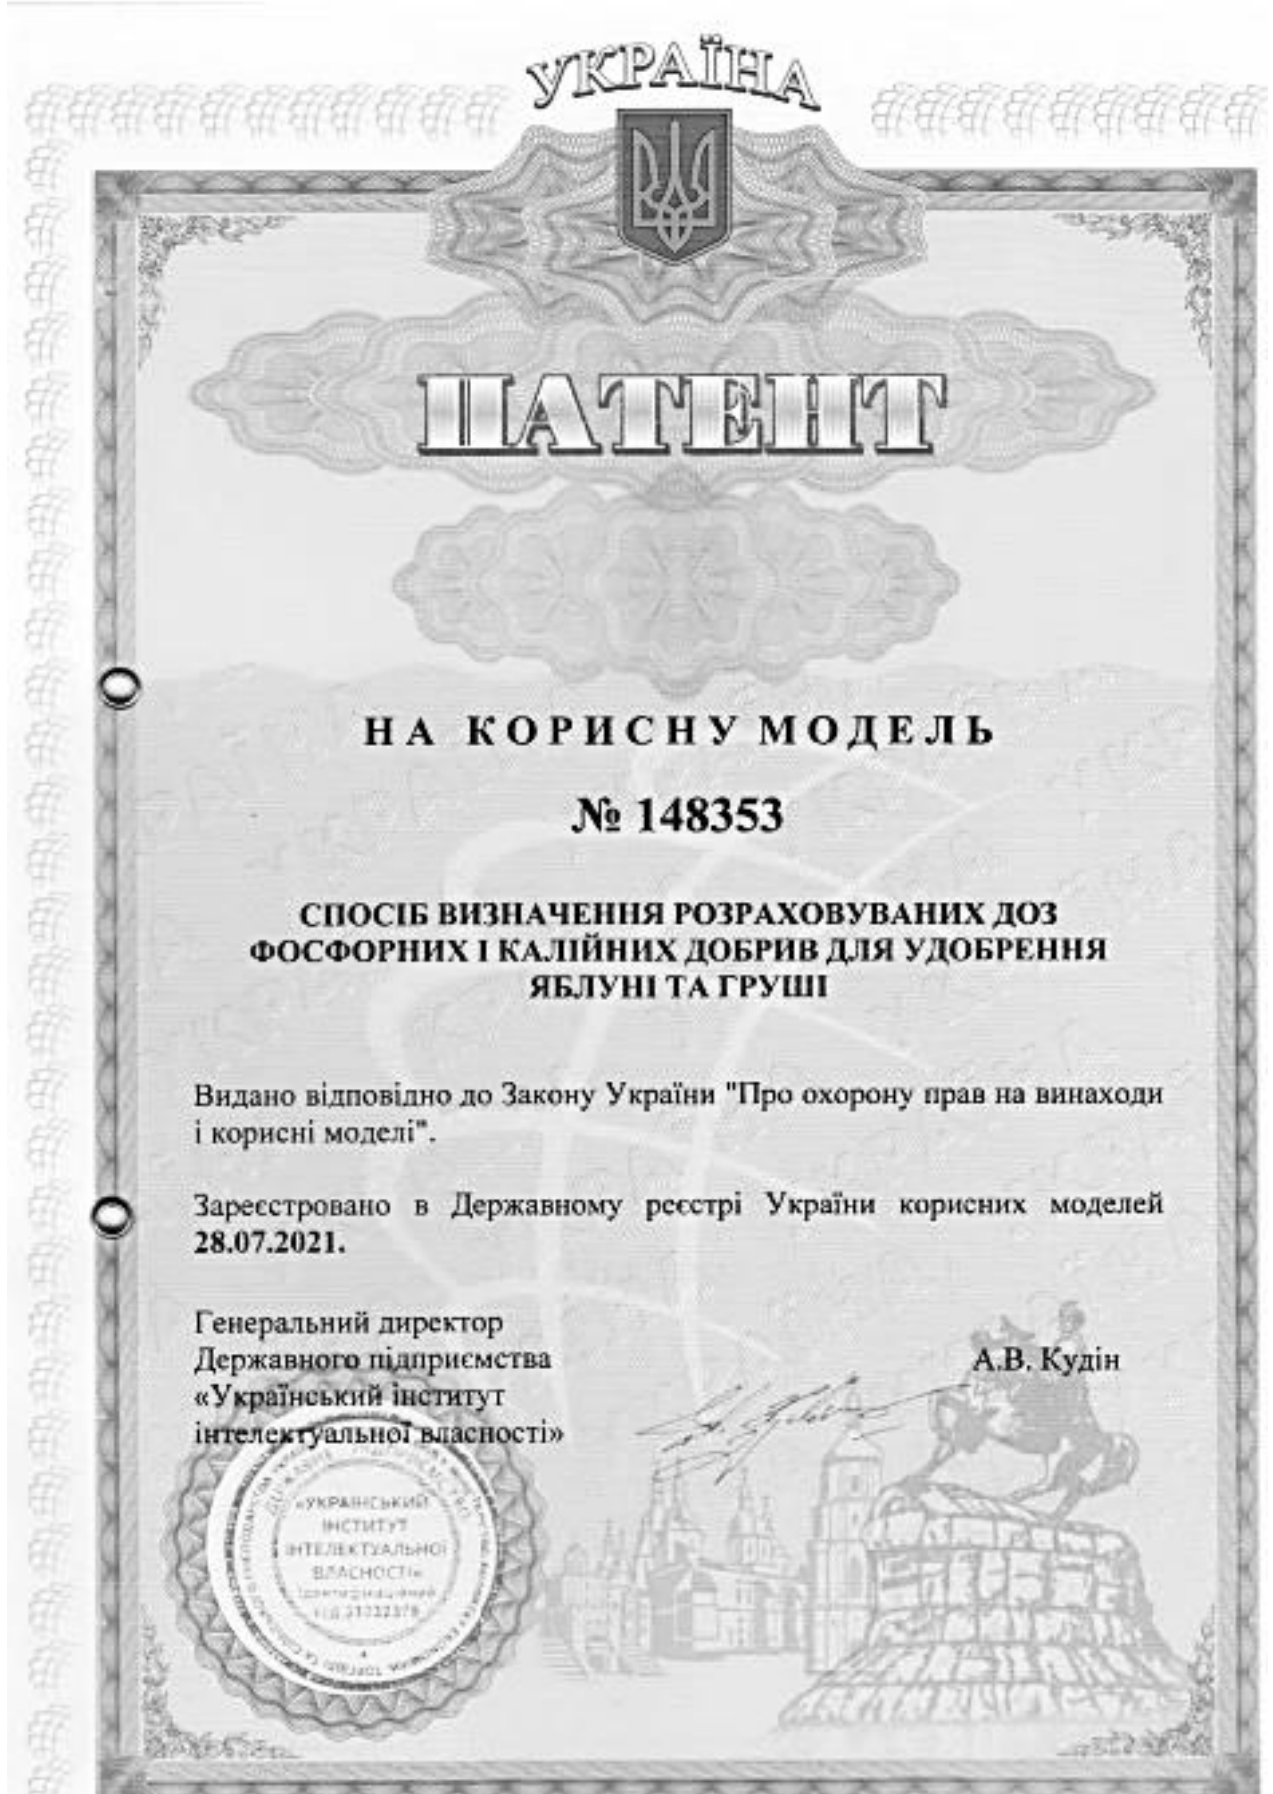 УКРАЇНА
ПАТЕНТ
НА КОРИСНУ МОДЕЛЬ
№ 148353
СПОСІБ ВИЗНАЧЕННЯ РОЗРАХОВУВАНИХ ДОЗ
ФОСФОРНИХ І КАЛІЙНИХ ДОБРИВ ДЛЯ УДОБРЕННЯ
ЯБЛУНІ ТА ГРУШІ
Видано відповідно до Закону України "Про охорону прав на винаходи
і корисні моделі".
Зареєстровано в Державному реєстрі України корисних моделей
28.07.2021.
Генеральний директор
Державного підприємства
«Український інститут
інтелектуальної власності»
А.В. Кудін
«УКРАЇНСЬКИЙ
ІНСТИТУТ
ІНТЕЛЕКТУАЛЬНОЇ
ВЛАСНОСТІ»